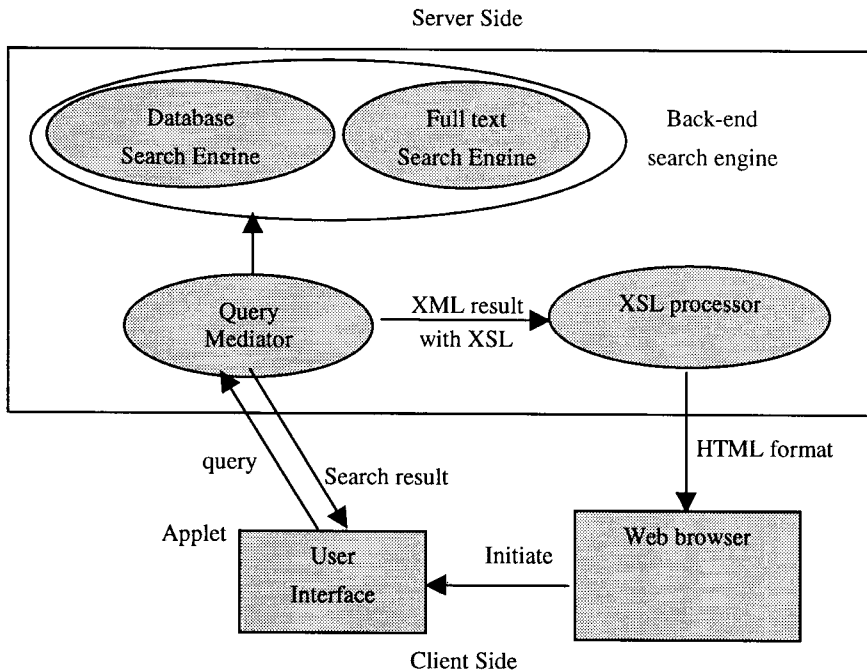 Server Side
Database
Search Engine
Full text
Search Engine
Back-end
search engine
Query
Mediator
XML result
with XSL
XSL processor
query
Search result
HTML format
Applet
User
Interface
Initiate
Web browser
Client Side